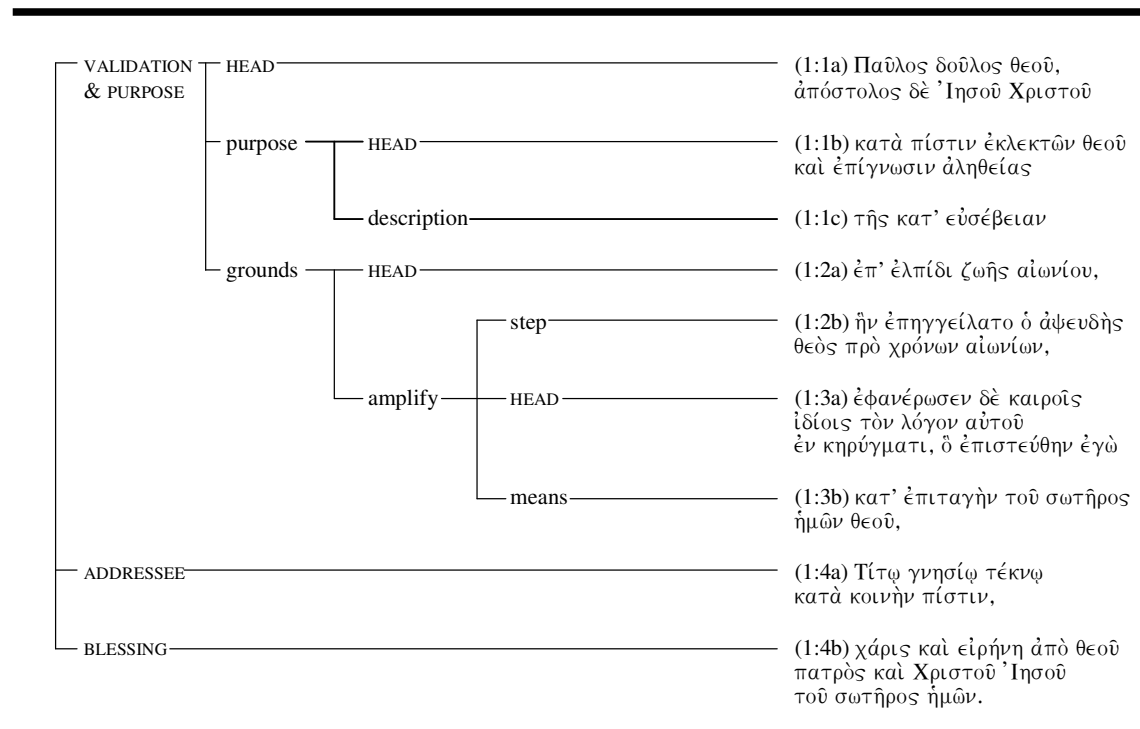 VALIDATION HEAD (1:1a) Παῦλος δοῦλος θεοῦ,
& PURPOSE ἀπόστολος δὲ Ἰησοῦ Χριστοῦ
purpose HEAD (1:1b) κατὰ πίστιν ἐκλεκτῶν θεοῦ
καὶ ἐπίγνωσιν ἀληθείας
description (1:1c) τῆς κατ’ εὐσέβειαν
grounds HEAD (1:2a) ἐπ’ ἐλπίδι ζωῆς αἰωνίου,
step (1:2b) ἣν ἐπηγγείλατο ὁ ἀψευδὴς
θεὸς πρὸ χρόνων αἰωνίων,
amplify HEAD (1:3a) ἐφανέρωσεν δὲ καιροῖς
ἰδίοις τὸν λόγον αὐτοῦ
ἐν κηρύγματι, ὃ ἐπιστεύθην ἐγὼ
means (1:3b) κατ’ ἐπιταγὴν τοῦ σωτῆρος
ἡμῶν θεοῦ,
ADDRESSEE (1:4a) Τίτῳ γνησίῳ τέκνῳ
κατὰ κοινὴν πίστιν,
BLESSING (1:4b) χάρις καὶ εἰρήνη ἀπὸ θεοῦ
πατρὸς καὶ Χριστοῦ Ἰησοῦ
τοῦ σωτῆρος ἡμῶν.